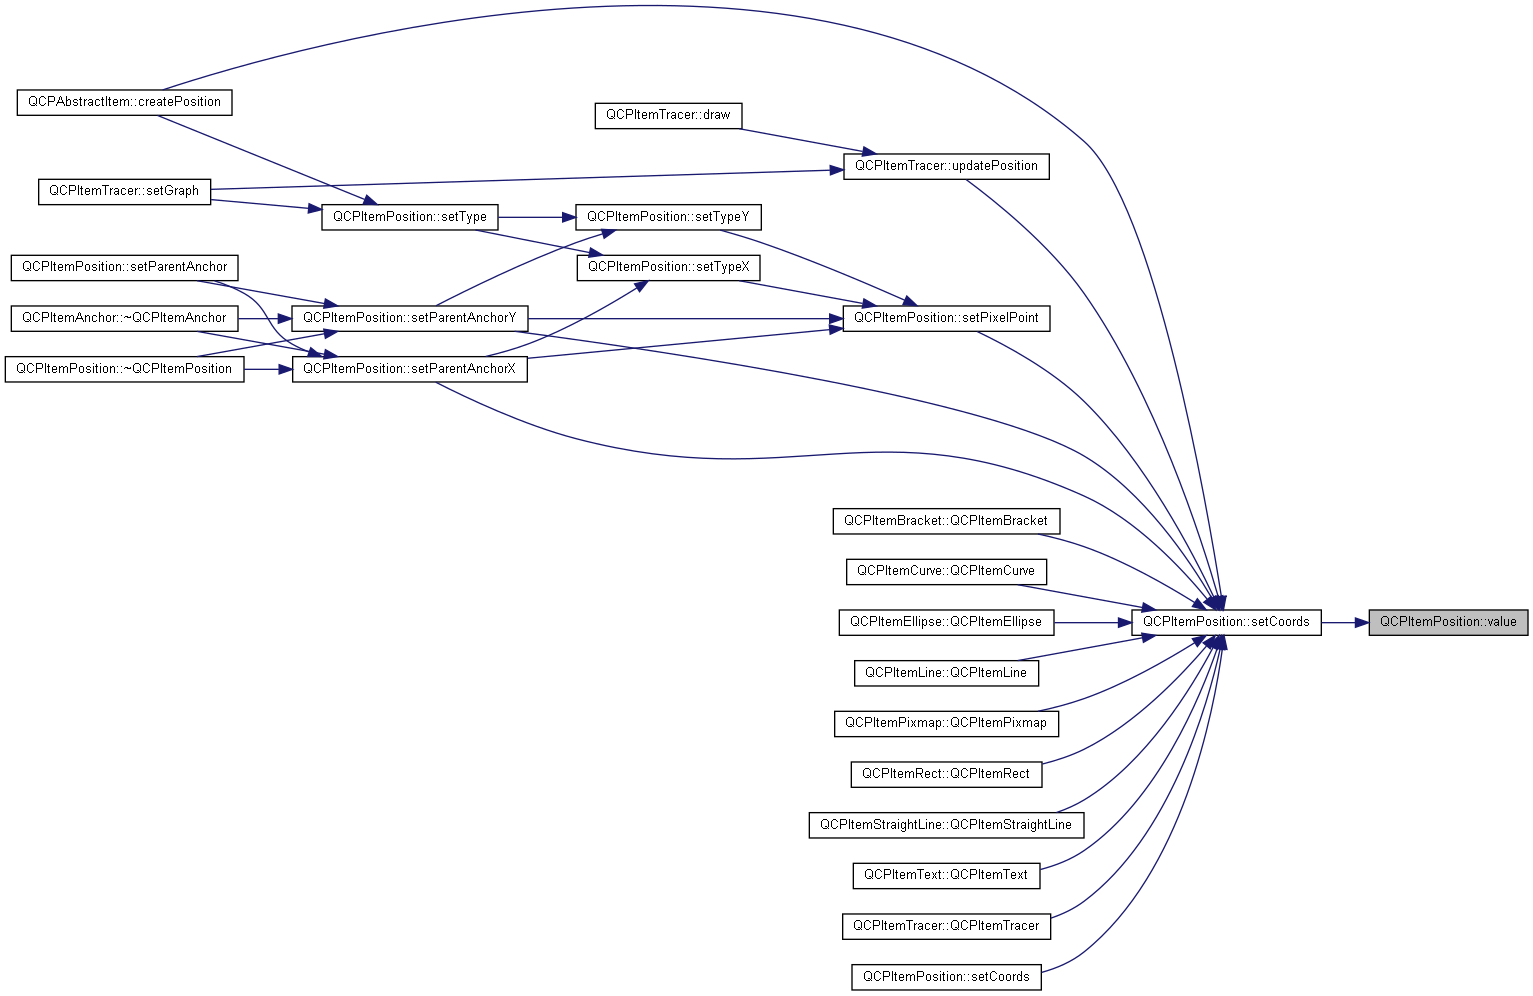 QCPAbstractItem::createPosition
QCPItemTracer::draw
QCPItemTracer::updatePosition
QCPItemTracer::setGraph
QCPItemPosition::setType
QCPItemPosition::setTypeY
QCPItemPosition::setParentAnchor
QCPItemPosition::setTypeX
QCPItemAnchor::~QCPItemAnchor
QCPItemPosition::setParentAnchorY
QCPItemPosition::setPixelPoint
QCPItemPosition::~QCPItemPosition
QCPItemPosition::setParentAnchorX
QCPItemBracket::QCPItemBracket
QCPItemCurve::QCPItemCurve
QCPItemEllipse::QCPItemEllipse
QCPItemPosition::setCoords
QCPItemPosition::value
QCPItemLine::QCPItemLine
QCPItemPixmap::QCPItemPixmap
QCPItemRect::QCPItemRect
QCPItemStraightLine::QCPItemStraightLine
QCPItemText::QCPItemText
QCPItemTracer::QCPItemTracer
QCPItemPosition::setCoords